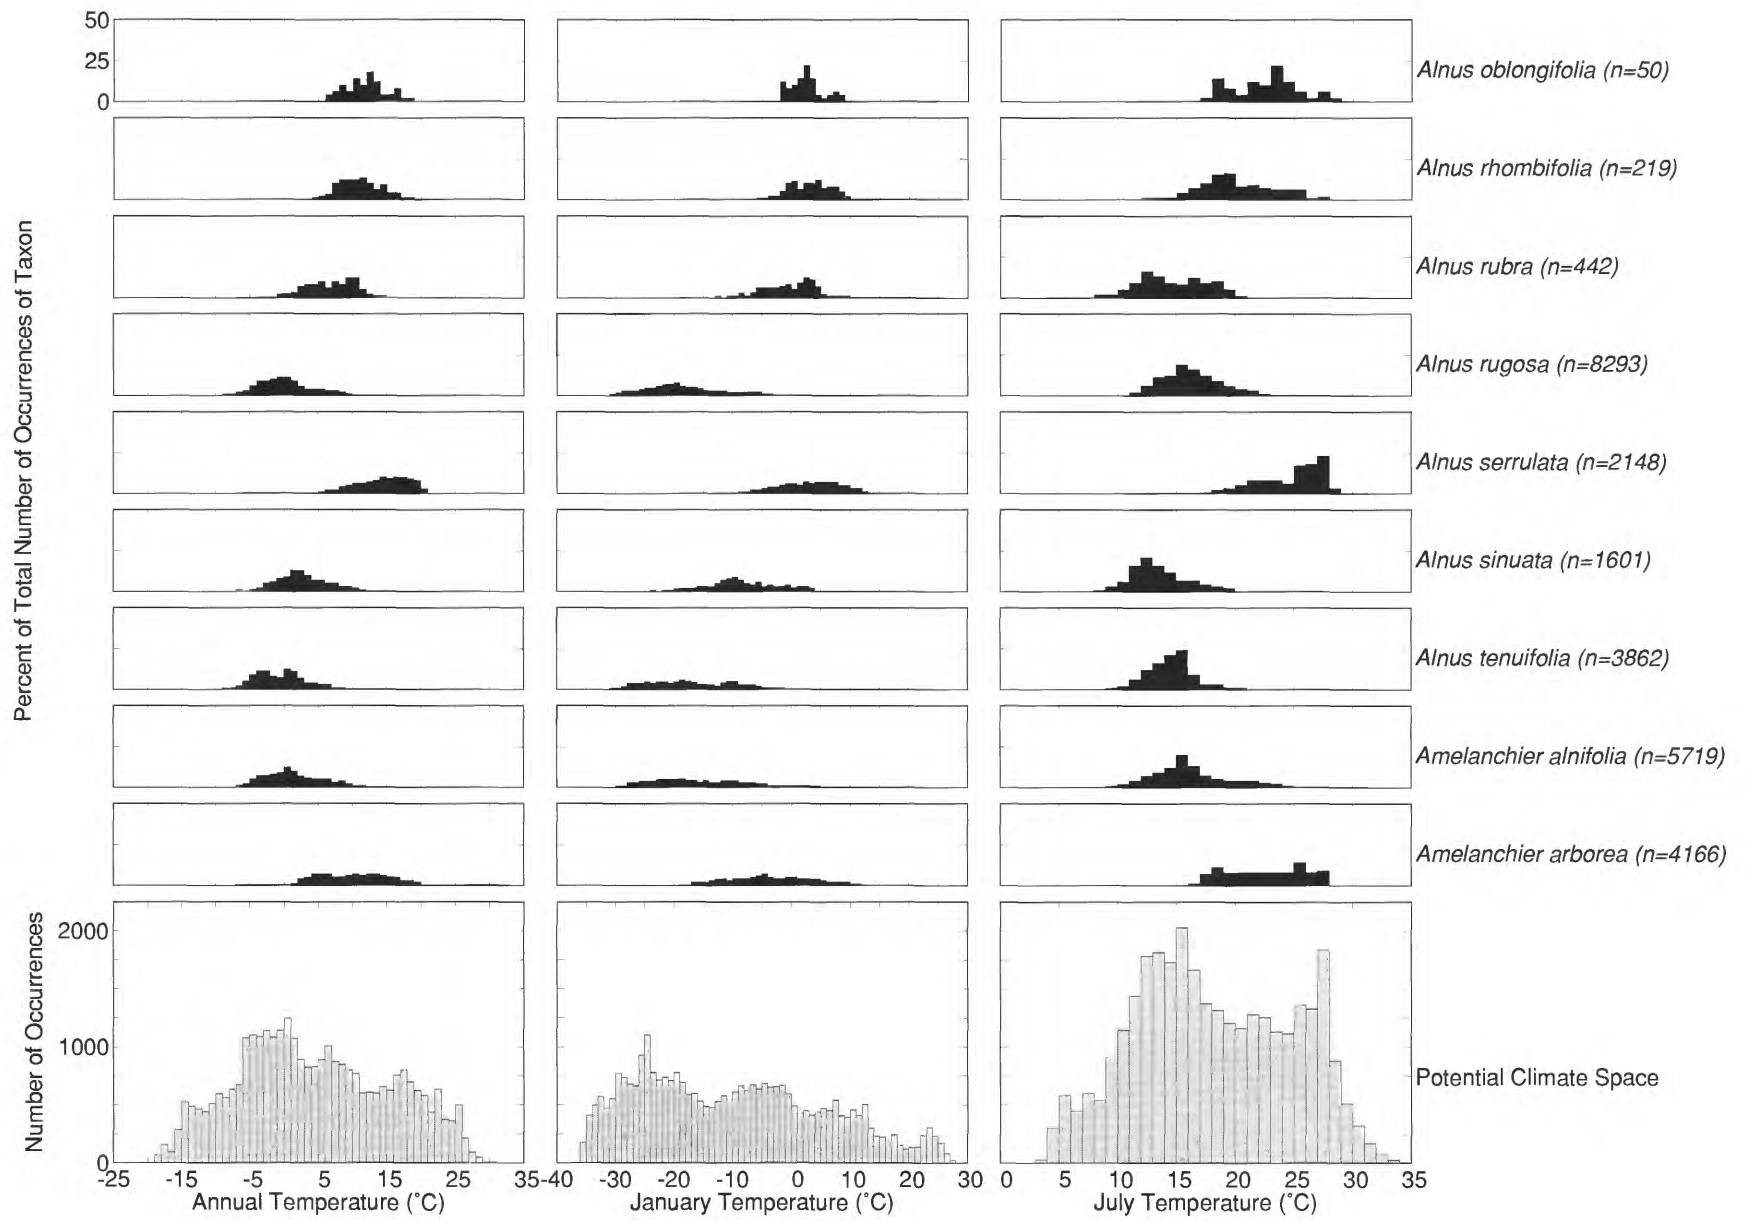 50
25
0
Alnus oblongifolia (n=50)
Alnus rhombifolia (n=219)
Alnus rubra (n=442)
Alnus rugosa (n=8293)
Alnus serrulata (n=2148)
Alnus sinuata (n=1601)
Alnus tenuifolia (n=3862)
Amelanchier alnifolia (n=5719)
Amelanchier arborea (n=4166)
Percent of Total Number of Occurrences of Taxon
Number of Occurrences
2000
1000
0
Potential Climate Space
-25 -15 -5 5 15 25 35
-40 -30 -20 -10 0 10 20 30
0 5 10 15 20 25 30 35
Annual Temperature (°C)
January Temperature (°C)
July Temperature (°C)